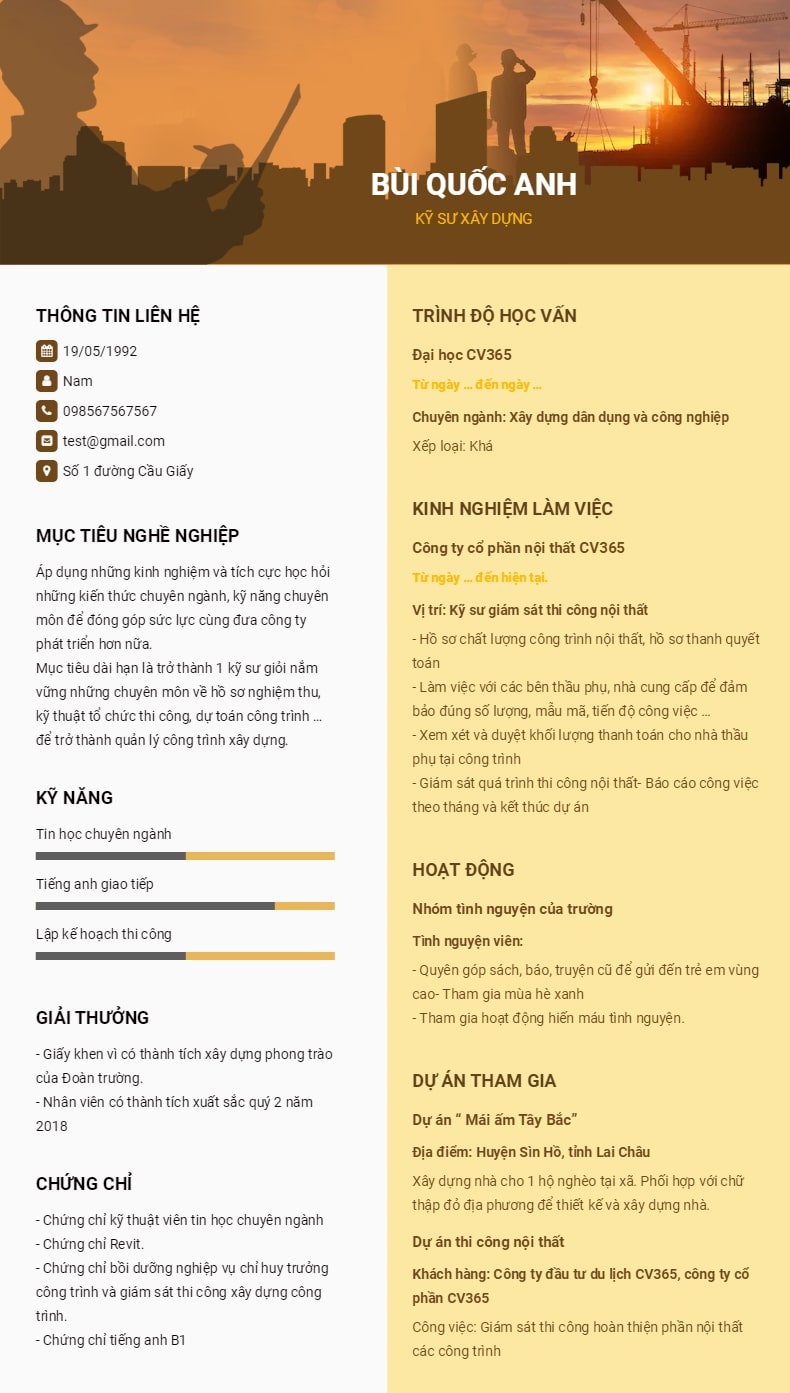 BÙI QUỐC ANH
KỸ SƯ XÂY DỰNG
THÔNG TIN LIÊN HỆ
19/05/1992
Nam
098567567567
test@gmail.com
Số 1 đường Cầu Giấy
MỤC TIÊU NGHỀ NGHIỆP
Áp dụng những kinh nghiệm và tích cực học hỏi
những kiến thức chuyên ngành, kỹ năng chuyên
môn để đóng góp sức lực cùng đưa công ty
phát triển hơn nữa.
Mục tiêu dài hạn là trở thành 1 kỹ sư giỏi nắm
vững những chuyên môn về hồ sơ nghiệm thu,
kỹ thuật tổ chức thi công, dự toán công trình ...
để trở thành quản lý công trình xây dựng.
KỸ NĂNG
Tin học chuyên ngành
Tiếng anh giao tiếp
Lập kế hoạch thi công
GIẢI THƯỞNG
- Giấy khen vì có thành tích xây dựng phong trào
của Đoàn trường.
- Nhân viên có thành tích xuất sắc quý 2 năm
2018
CHỨNG CHỈ
- Chứng chỉ kỹ thuật viên tin học chuyên ngành
- Chứng chỉ Revit.
- Chứng chỉ bồi dưỡng nghiệp vụ chỉ huy trưởng
công trình và giám sát thi công xây dựng công
trình.
- Chứng chỉ tiếng anh B1
TRÌNH ĐỘ HỌC VẤN
Đại học CV365
Từ ngày ... đến ngày ...
Chuyên ngành: Xây dựng dân dụng và công nghiệp
Xếp loại: Khá
KINH NGHIỆM LÀM VIỆC
Công ty cổ phần nội thất CV365
Từ ngày ... đến hiện tại.
Vị trí: Kỹ sư giám sát thi công nội thất
- Hồ sơ chất lượng công trình nội thất, hồ sơ thanh quyết
toán
- Làm việc với các bên thầu phụ, nhà cung cấp để đảm
bảo đúng số lượng, mẫu mã, tiến độ công việc ...
- Xem xét và duyệt khối lượng thanh toán cho nhà thầu
phụ tại công trình
- Giám sát quá trình thi công nội thất- Báo cáo công việc
theo tháng và kết thúc dự án
HOẠT ĐỘNG
Nhóm tình nguyện của trường
Tình nguyện viên:
- Quyên góp sách, báo, truyện cũ để gửi đến trẻ em vùng
cao- Tham gia mùa hè xanh
- Tham gia hoạt động hiến máu tình nguyện.
DỰ ÁN THAM GIA
Dự án “ Mái ấm Tây Bắc”
Địa điểm: Huyện Sìn Hồ, tỉnh Lai Châu
Xây dựng nhà cho 1 hộ nghèo tại xã. Phối hợp với chữ
thập đỏ địa phương để thiết kế và xây dựng nhà.
Dự án thi công nội thất
Khách hàng: Công ty đầu tư du lịch CV365, công ty cổ
phần CV365
Công việc: Giám sát thi công hoàn thiện phần nội thất
các công trình